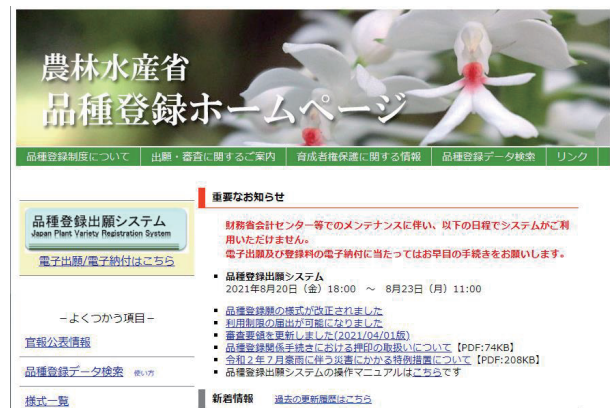 農林水産省
品種登録ホームページ
品種登録制度について 出願・審査に関するご案内 育成者権保護に関する情報 品種登録データ検索 リンク
品種登録出願システム
Japan Plant Variety Registration System
電子出願/電子納付はこちら
－よくつかう項目－
官報公表情報
品種登録データ検索 使い方
様式一覧
重要なお知らせ
財務省会計センター等でのメンテナンスに伴い、以下の日程でシステムがご利
用いただけません。
電子出願及び登録料の電子納付に当たってはお早目の手続きをお願いします。
▪ 品種登録出願システム
2021年8月20日（金）18:00 ～ 8月23日（月）11:00
▪ 品種登録願の様式が改正されました
▪ 利用制限の届出が可能になりました
▪ 審査要領を更新しました(2021/04/01版)
▪ 品種登録関係手続きにおける押印の取扱いについて【PDF:74KB】
▪ 令和２年７月豪雨に伴う災害にかかる特例措置について【PDF:208KB】
▪ 品種登録出願システムの操作マニュアルはこちらです
新着情報 過去の更新履歴はこちら